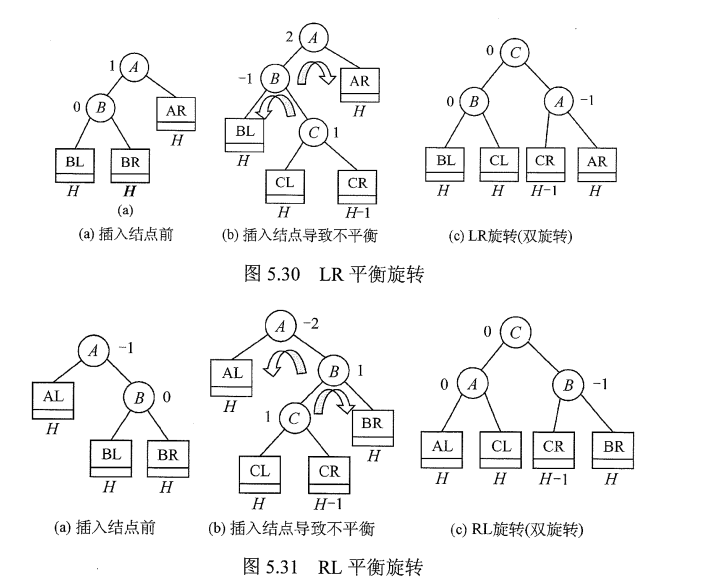 2 A
1 A
0 C
-1 B
AR
H
0 B
AR
H
BL
H
C 1
0 B
A -1
BL
H
BR
H
CL
H
CR
H-1
BL
H
CL
H
CR
H-1
AR
H
(a)
(a) 插入结点前
(b) 插入结点导致不平衡
(c) LR旋转(双旋转)
图 5.30 LR 平衡旋转
A -1
A -2
0 C
AL
H
B 0
AL
H
B 1
0 A
B -1
1 C
BR
H
BL
H
BR
H
CL
H
CR
H-1
AL
H
CL
H
CR
H-1
BR
H
(a) 插入结点前
(b) 插入结点导致不平衡
(c) RL旋转(双旋转)
图 5.31 RL 平衡旋转